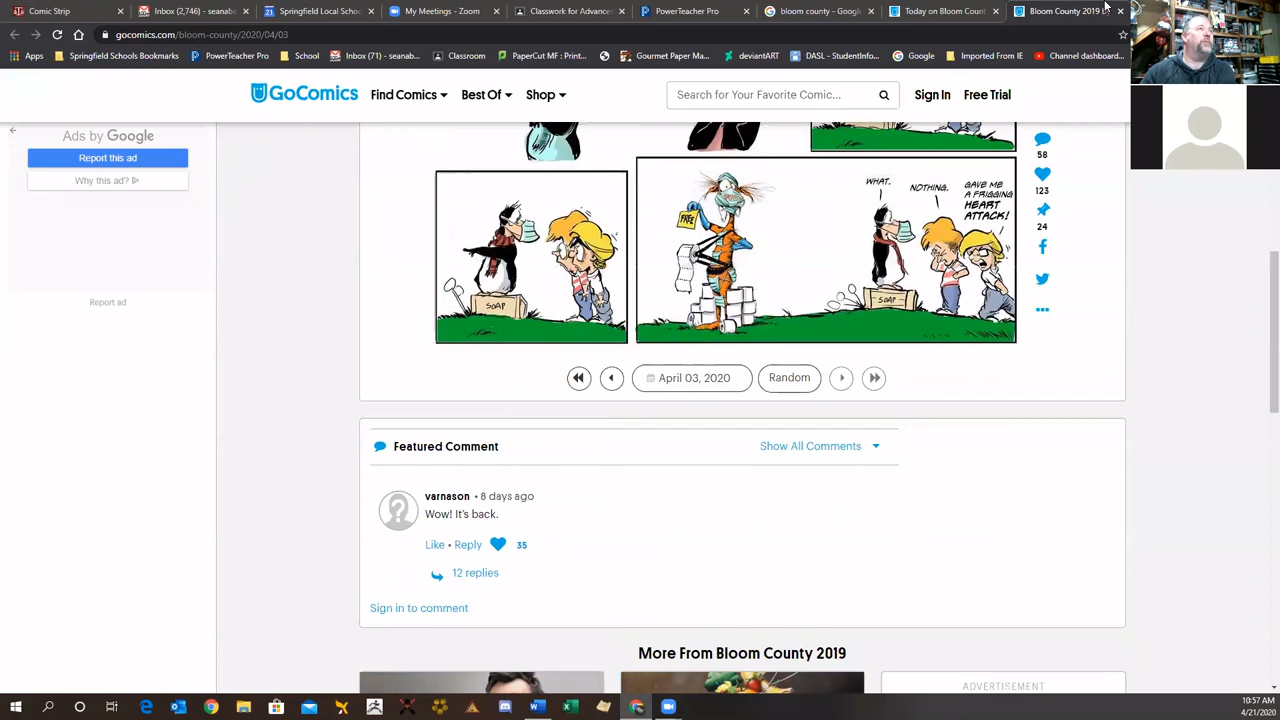 Comic Strip
Inbox (2,746) - seanab
Springfield Local Schoo
My Meetings - Zoom
Classwork for Advance
PowerTeacher Pro
bloom county - Google
Today on Bloom Count
Bloom County 2019 b
gocomics.com/bloom-county/2020/04/03
Apps
Springfield Schools Bookmarks
PowerTeacher Pro
School
Inbox (71) - seanab...
Classroom
PaperCut MF : Print...
Gourmet Paper Ma...
deviantART
DASL - StudentInfo...
Google
Imported From IE
Channel dashboard...
GoComics
Find Comics
Best Of
Shop
Search for Your Favorite Comic...
Sign In
Free Trial
Ads by Google
Report this ad
Why this ad?
Report ad
58
123
24
SOAP
FREE
WHAT.
NOTHING.
GAVE ME
A FRIGGING
HEART
ATTACK!
SOAP
April 03, 2020
Random
Featured Comment
Show All Comments
varnason • 8 days ago
Wow! It's back.
Like • Reply
35
12 replies
Sign in to comment
More From Bloom County 2019
ADVERTISEMENT
10:57 AM
4/21/2020